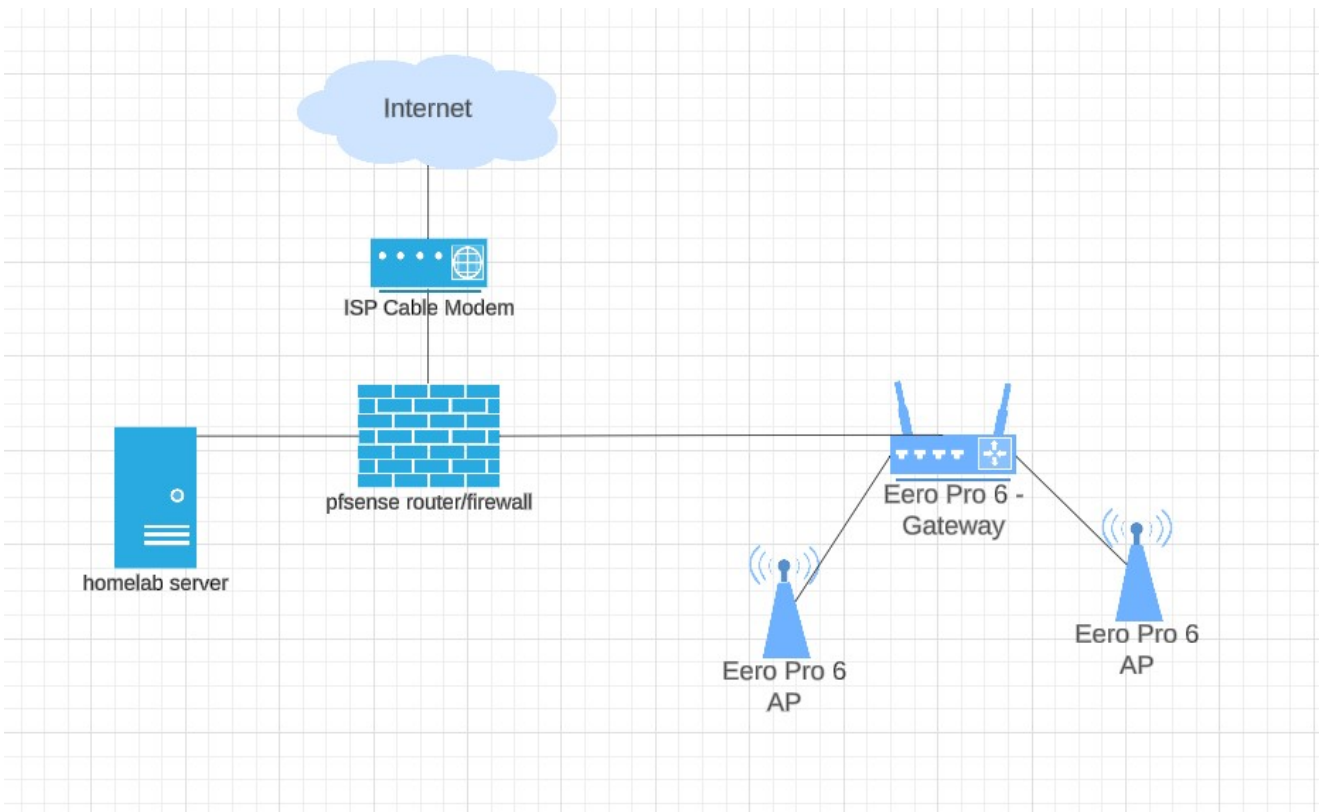 Internet
ISP Cable Modem
pfsense router/firewall
homelab server
Eero Pro 6 -
Gateway
Eero Pro 6
AP
Eero Pro 6
AP